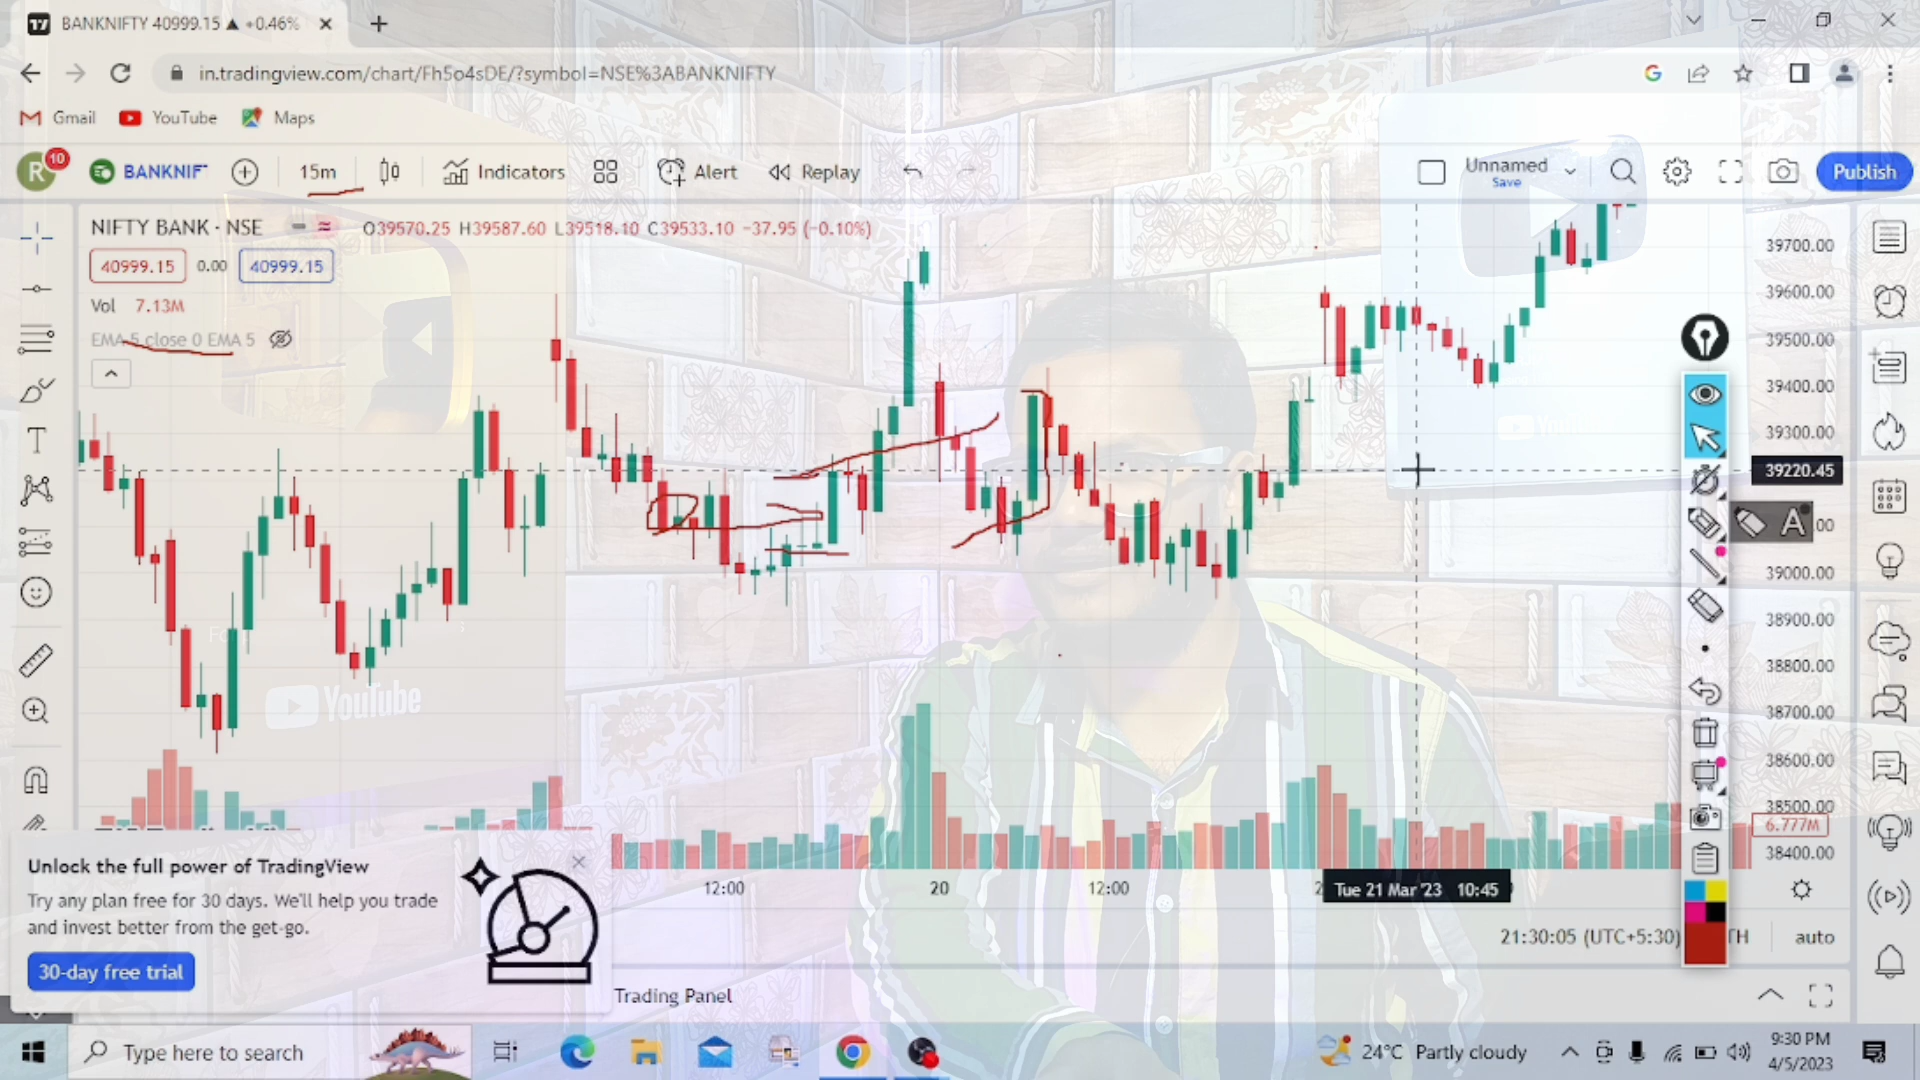 BANKNIFTY 40999.15 ▲ +0.46%
in.tradingview.com/chart/Fh5o4sDE/?symbol=NSE%3ABANKNIFTY
Gmail YouTube Maps
R 10 BANKNIF 15m Indicators Alert Replay Unnamed Save Publish
NIFTY BANK · NSE O39570.25 H39587.60 L39518.10 C39533.10 −37.95 (−0.10%)
40999.15 0.00 40999.15
Vol 7.13M
EMA 5 close 0 EMA 5
39700.00
39600.00
39500.00
39400.00
39300.00
39220.45
A 00
39000.00
38900.00
38800.00
38700.00
38600.00
38500.00
6.777M
38400.00
YouTube
12:00 20 12:00 2 Tue 21 Mar '23 10:45
21:30:05 (UTC+5:30) TH auto
Unlock the full power of TradingView
Try any plan free for 30 days. We'll help you trade
and invest better from the get-go.
30-day free trial
Trading Panel
Type here to search
24°C Partly cloudy
9:30 PM
4/5/2023